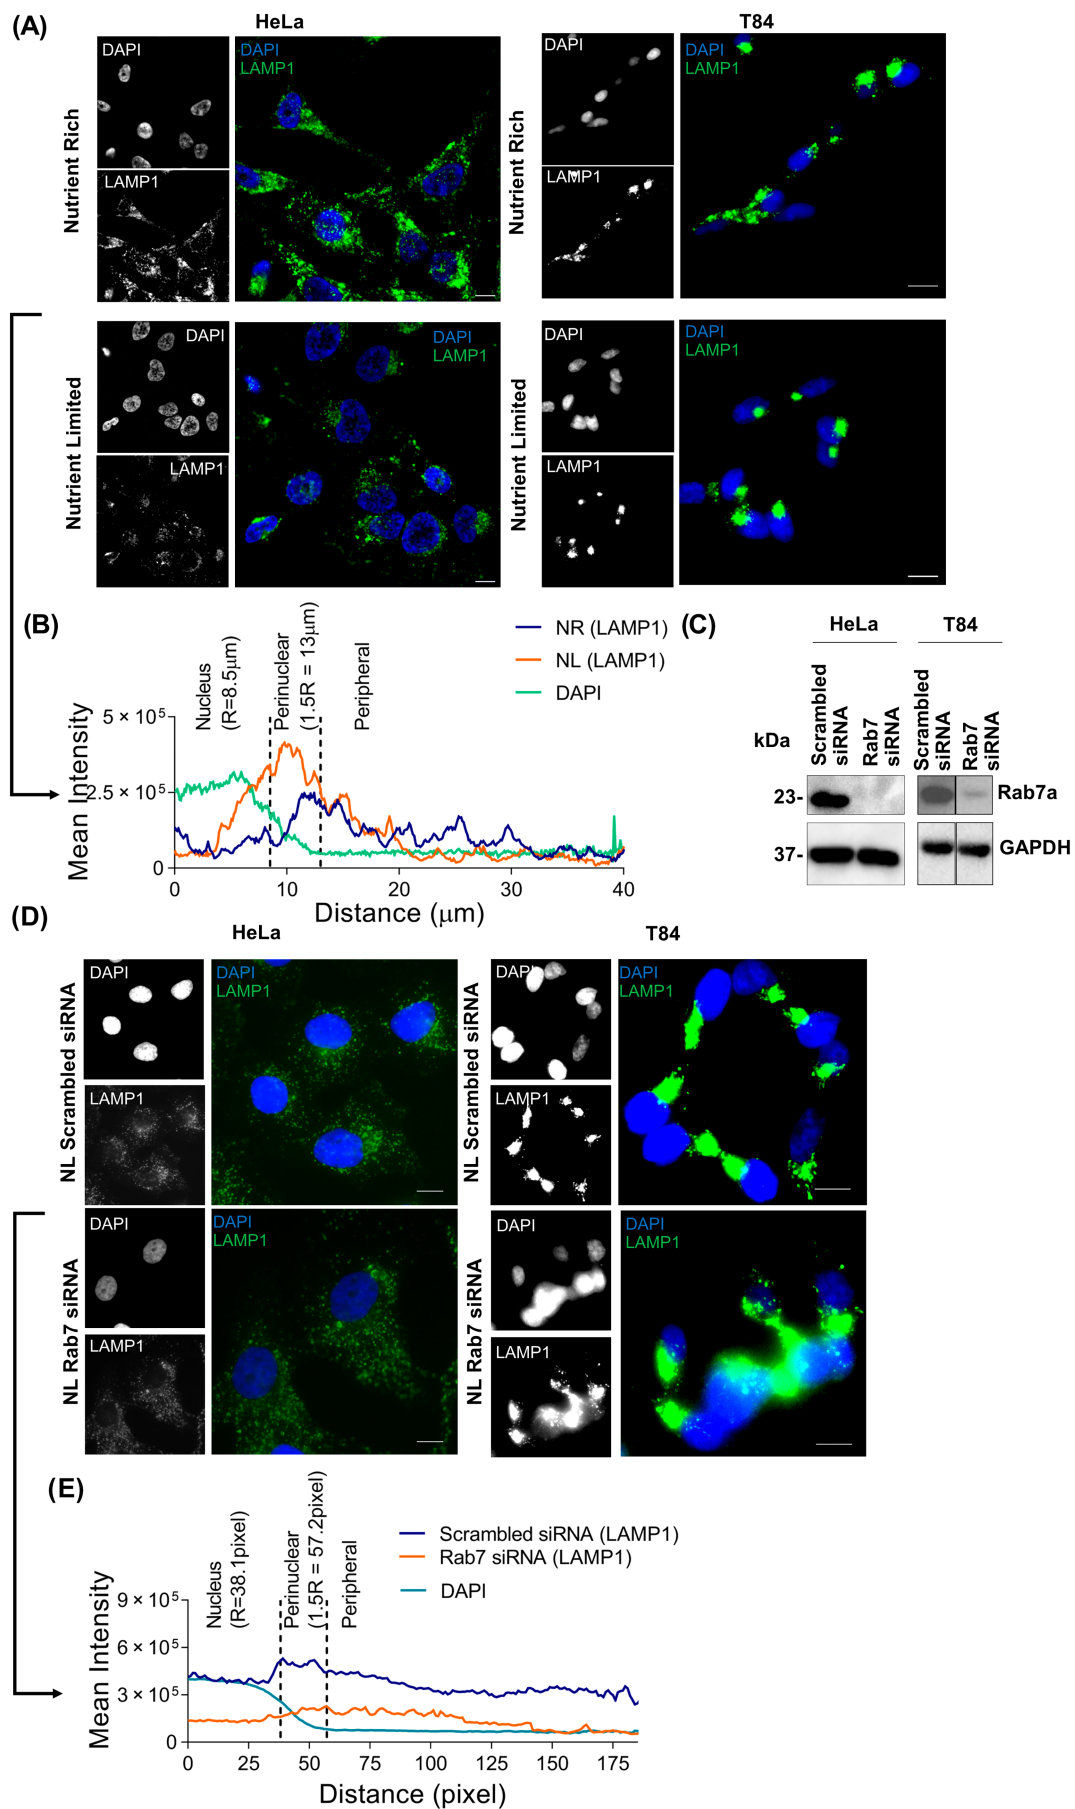 (A)
HeLa
T84
Nutrient Rich
DAPI
LAMP1
DAPI
LAMP1
Nutrient Rich
DAPI
LAMP1
DAPI
LAMP1
Nutrient Limited
DAPI
LAMP1
DAPI
LAMP1
Nutrient Limited
DAPI
LAMP1
DAPI
LAMP1
(B)
Nucleus
(R=8.5μm)
Perinuclear
(1.5R = 13μm)
Peripheral
NR (LAMP1)
NL (LAMP1)
DAPI
Mean Intensity
5 × 10⁵
2.5 × 10⁵
0
0 10 20 30 40
Distance (μm)
(C)
HeLa
T84
Scrambled
siRNA
Rab7
siRNA
Scrambled
siRNA
Rab7
siRNA
kDa
23-
Rab7a
37-
GAPDH
(D)
HeLa
T84
NL Scrambled siRNA
DAPI
LAMP1
DAPI
LAMP1
NL Scrambled siRNA
DAPI
LAMP1
DAPI
LAMP1
NL Rab7 siRNA
DAPI
LAMP1
DAPI
LAMP1
NL Rab7 siRNA
DAPI
LAMP1
DAPI
LAMP1
(E)
Nucleus
(R=38.1pixel)
Perinuclear
(1.5R = 57.2pixel)
Peripheral
Scrambled siRNA (LAMP1)
Rab7 siRNA (LAMP1)
DAPI
Mean Intensity
9 × 10⁵
6 × 10⁵
3 × 10⁵
0
0 25 50 75 100 125 150 175
Distance (pixel)